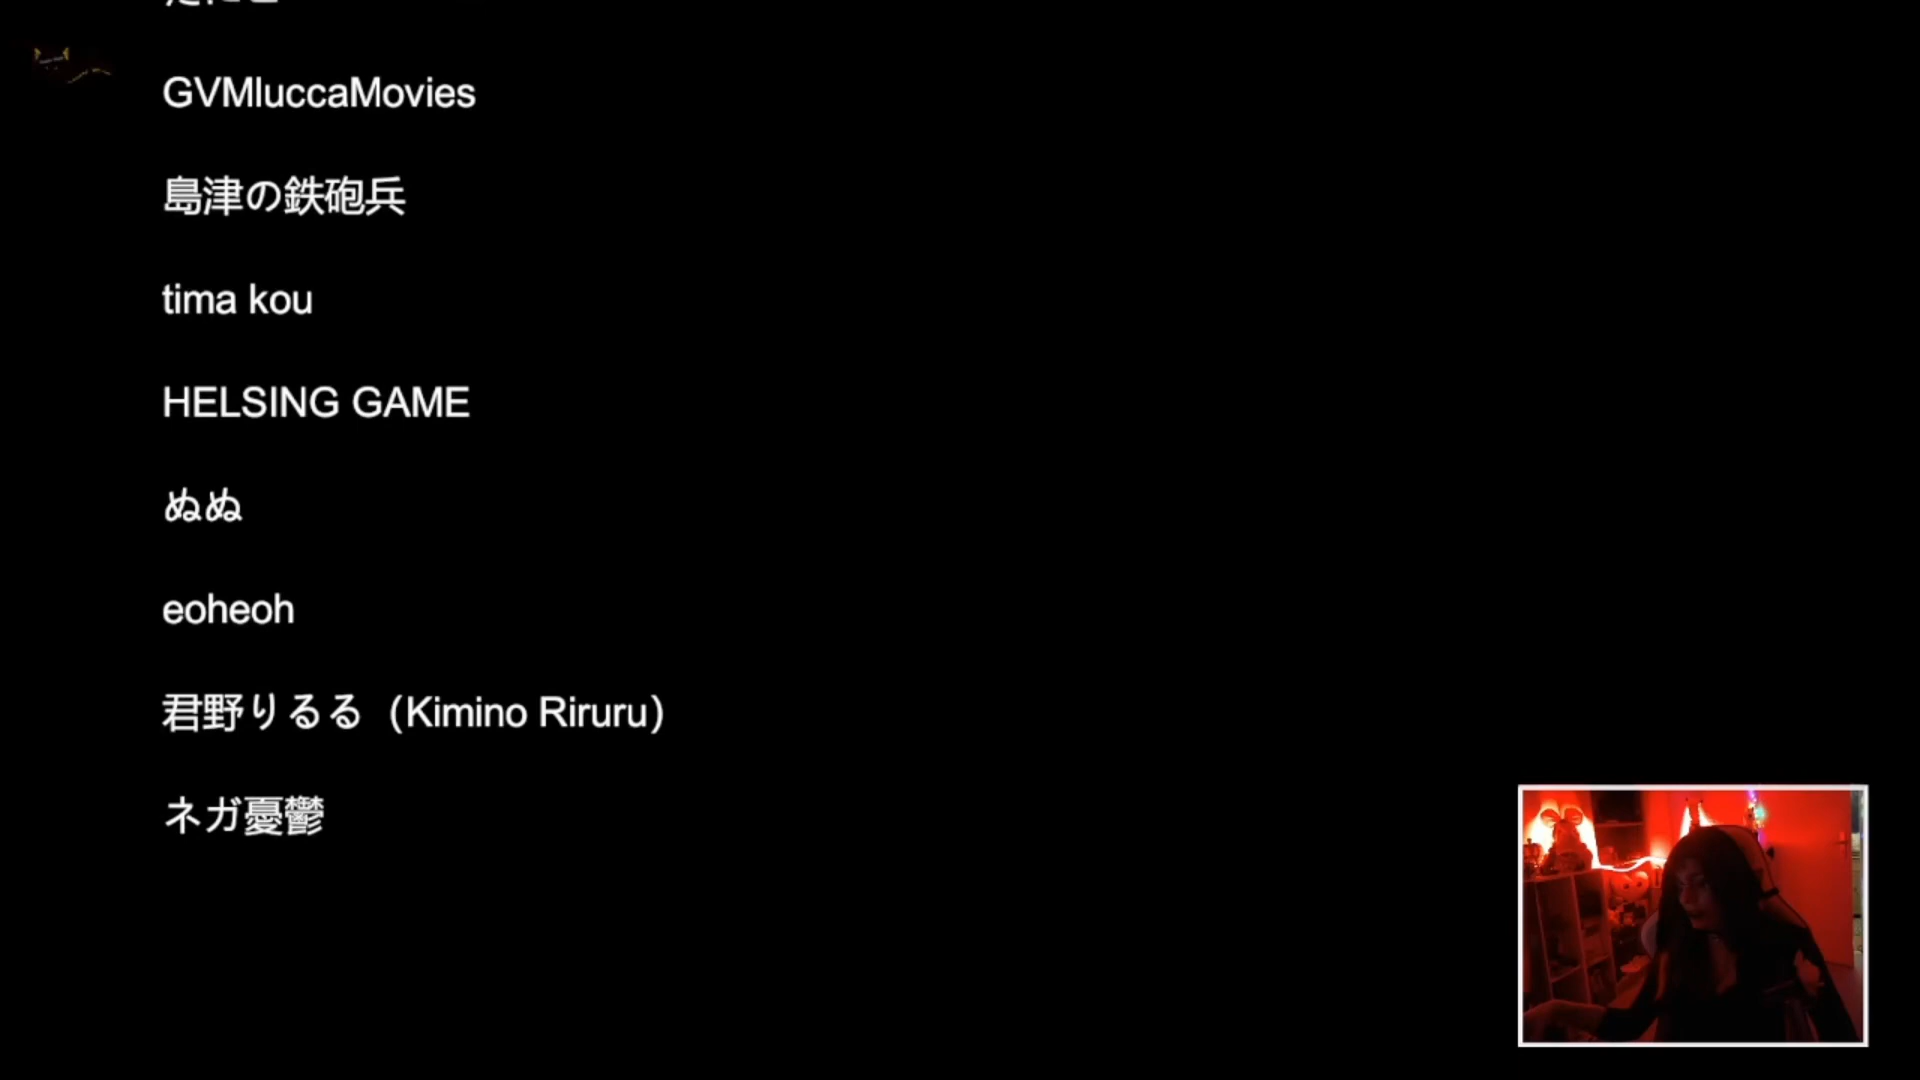 GVMluccaMovies
島津の鉄砲兵
tima kou
HELSING GAME
ぬぬ
eoheoh
君野りるる（Kimino Riruru）
ネガ憂鬱